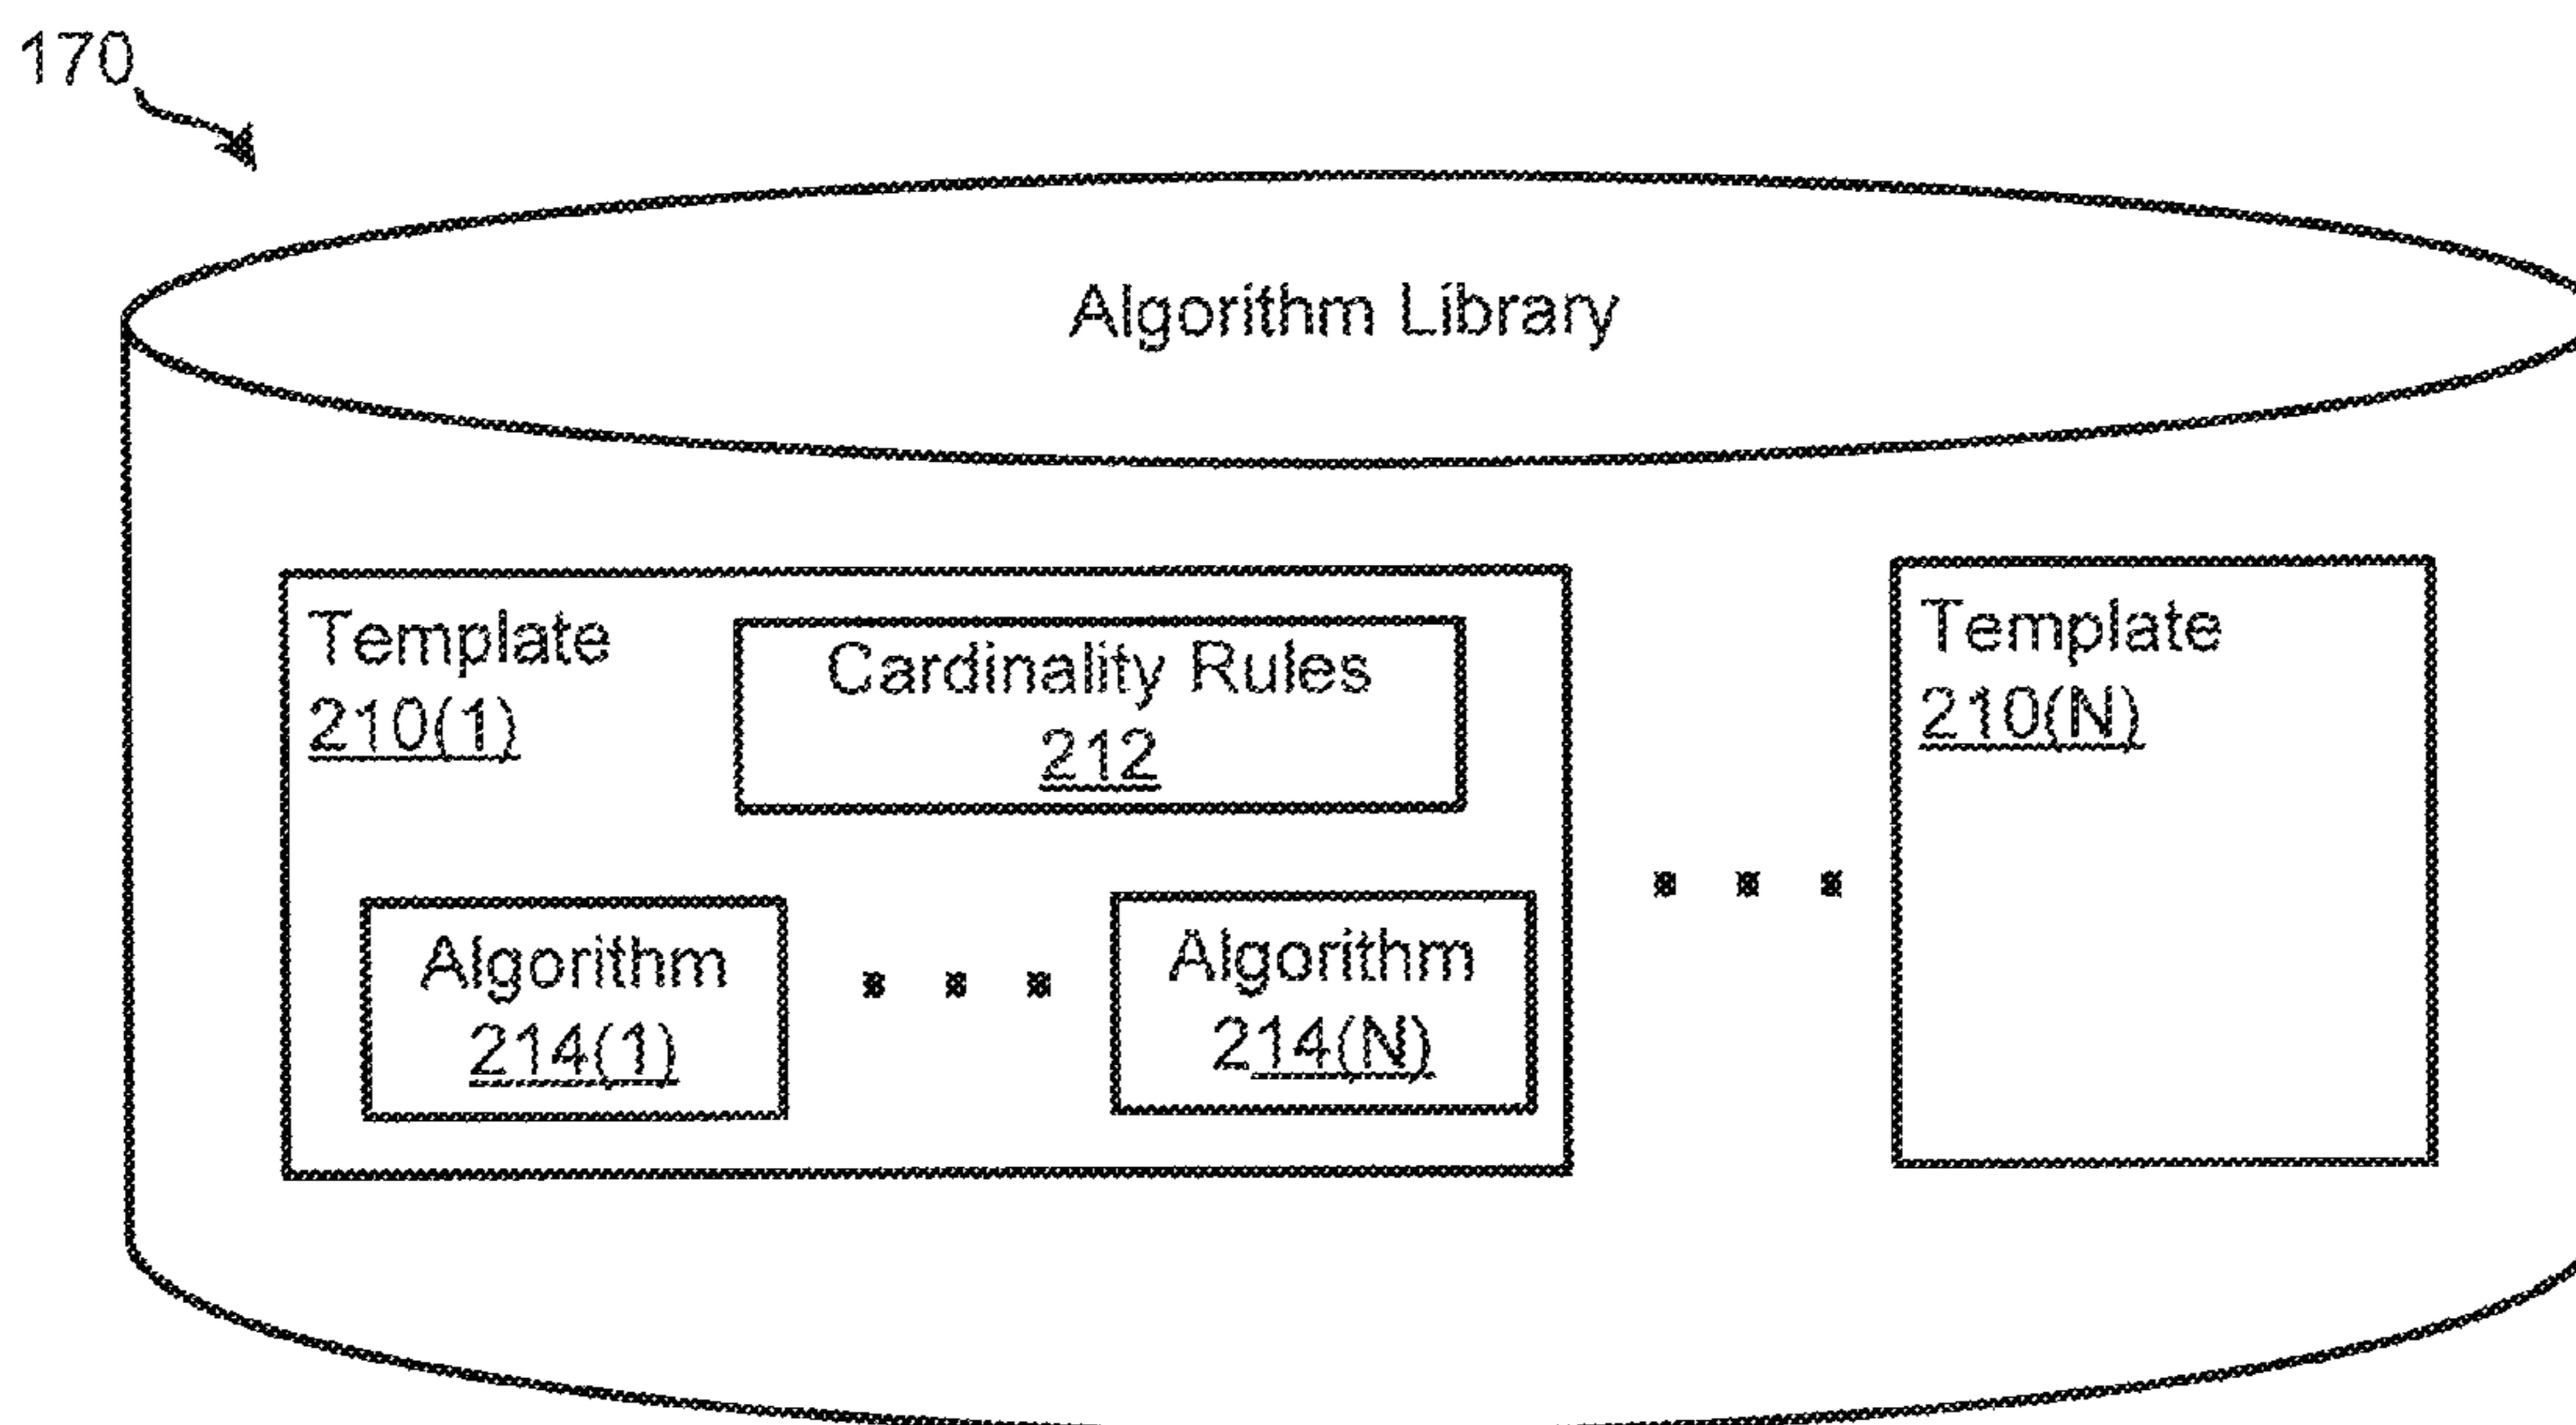 170
Algorithm Library
Template
210(1)
Cardinality Rules
212
Algorithm
214(1)
Algorithm
214(N)
Template
210(N)